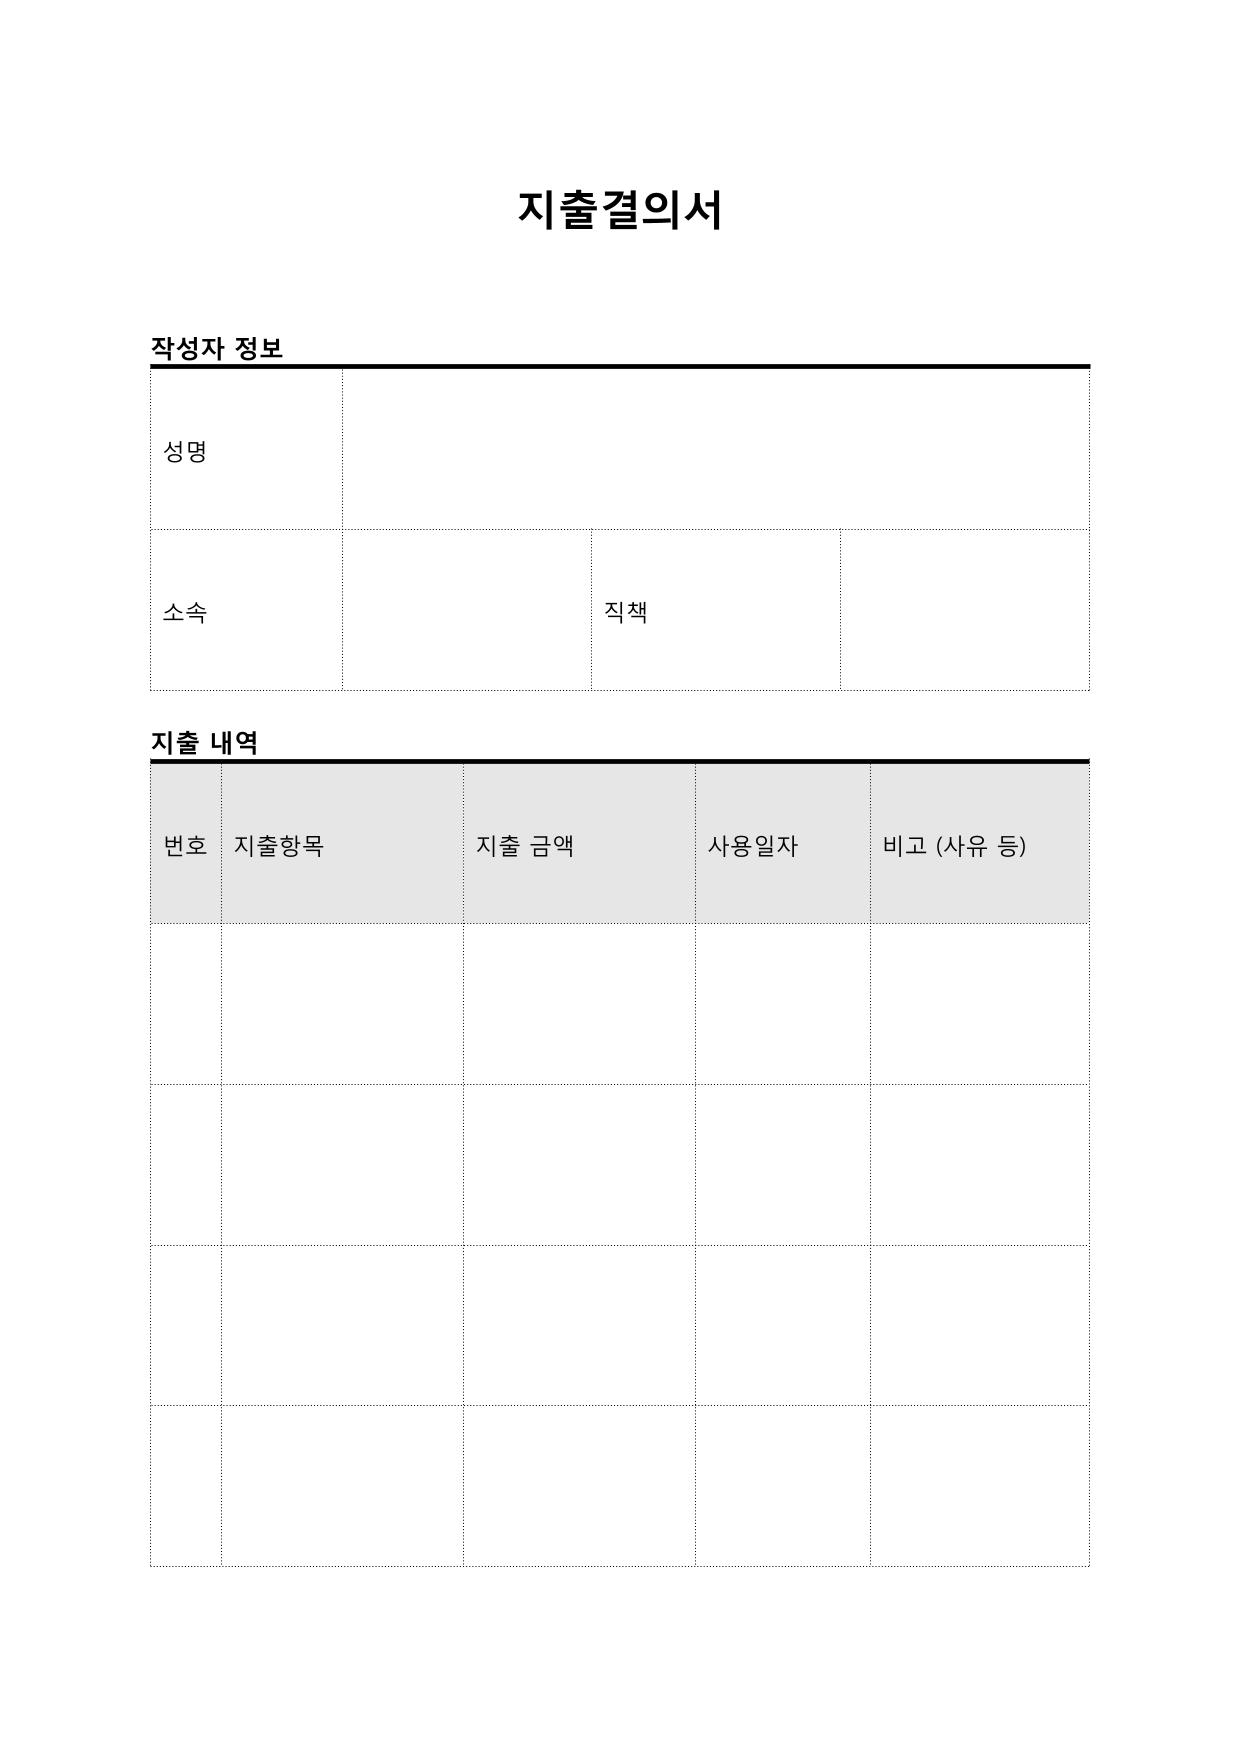 지출결의서
작성자 정보
성명
소속 직책
지출 내역
번호 지출항목 지출 금액 사용일자 비고 (사유 등)